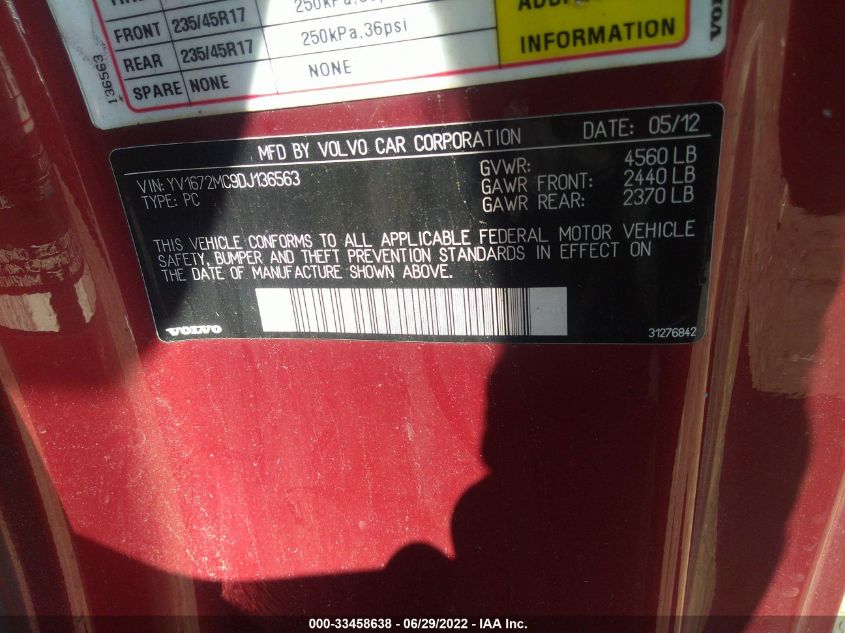 FRONT 235/45R17 250kPa,36psi
REAR 235/45R17
SPARE NONE NONE
INFORMATION
VOLVO
136563
MFD BY VOLVO CAR CORPORATION DATE: 05/12
VIN: YV1672MC9DJ136563
TYPE: PC
GVWR: 4560 LB
GAWR FRONT: 2440 LB
GAWR REAR: 2370 LB
THIS VEHICLE CONFORMS TO ALL APPLICABLE FEDERAL MOTOR VEHICLE
SAFETY, BUMPER AND THEFT PREVENTION STANDARDS IN EFFECT ON
THE DATE OF MANUFACTURE SHOWN ABOVE.
VOLVO
31276842
000-33458638 - 06/29/2022 - IAA Inc.